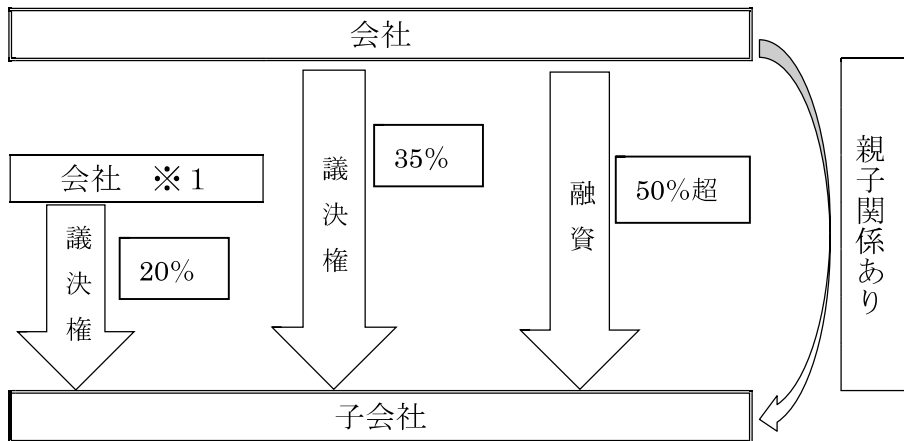 会社
会社　※1
議決権
20%
議決権
35%
融資
50%超
親子関係あり
子会社